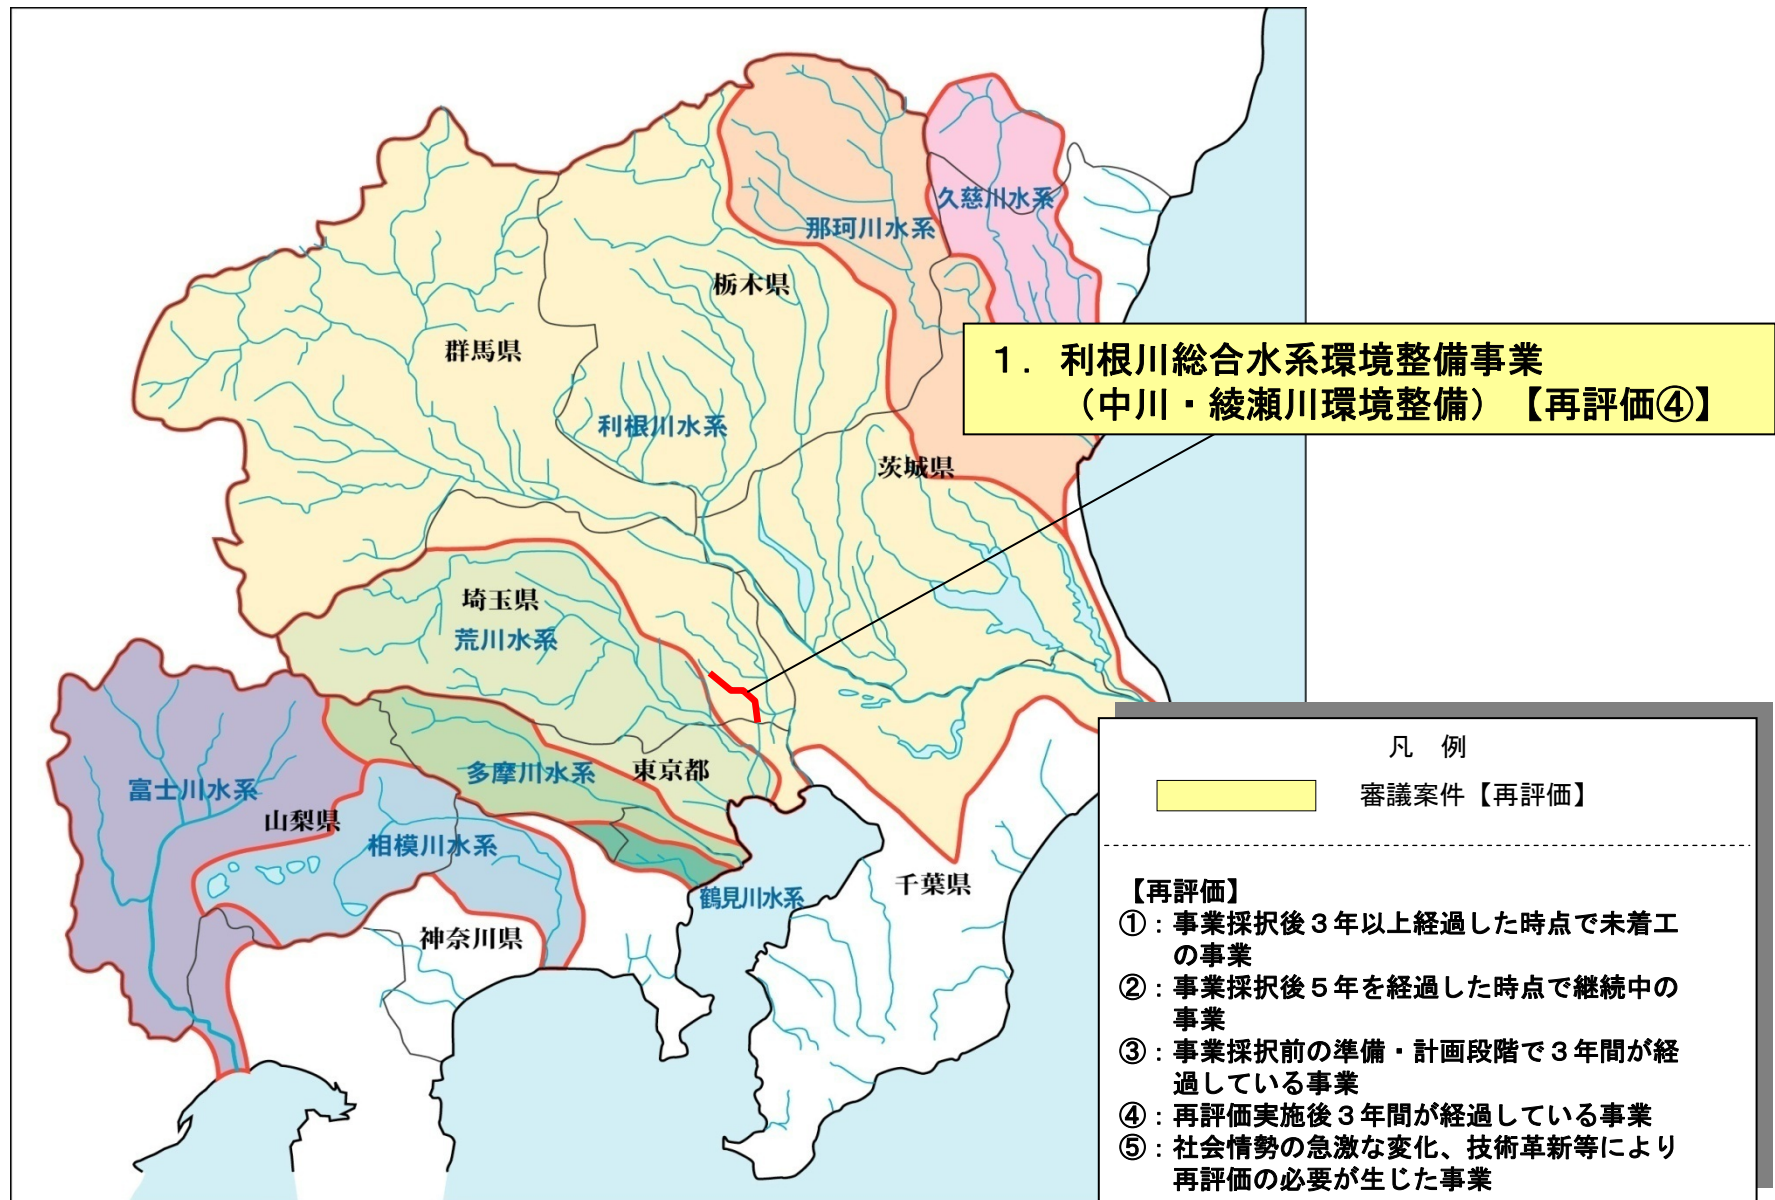 久慈川水系
那珂川水系
栃木県
群馬県
1. 利根川総合水系環境整備事業
（中川・綾瀬川環境整備）【再評価④】
利根川水系
茨城県
埼玉県
荒川水系
多摩川水系
東京都
富士川水系
山梨県
相模川水系
鶴見川水系
千葉県
神奈川県
凡 例
審議案件【再評価】
【再評価】
①：事業採択後３年以上経過した時点で未着工
の事業
②：事業採択後５年を経過した時点で継続中の
事業
③：事業採択前の準備・計画段階で３年間が経
過している事業
④：再評価実施後３年間が経過している事業
⑤：社会情勢の急激な変化、技術革新等により
再評価の必要が生じた事業